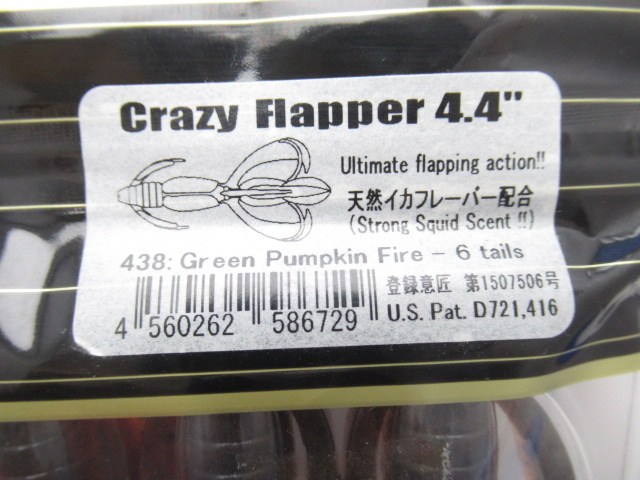 Crazy Flapper 4.4"
Ultimate flapping action!!
天然イカフレーバー配合
(Strong Squid Scent !!)
438: Green Pumpkin Fire - 6 tails
登録意匠 第1507506号
U.S. Pat. D721,416
4 560262 586729